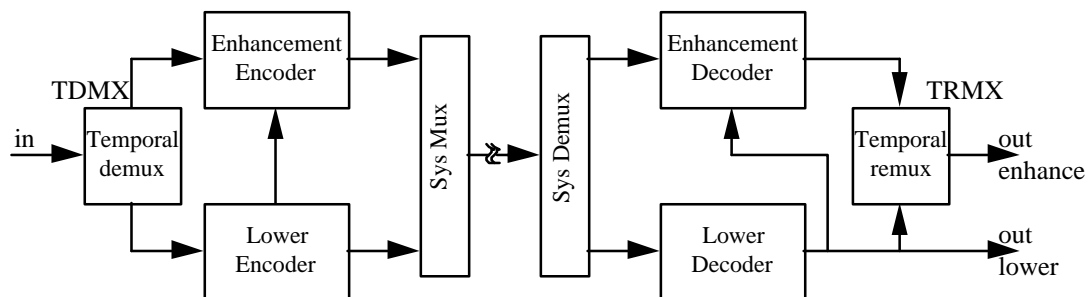 Enhancement
Encoder
Enhancement
Decoder
TDMX
TRMX
in
Temporal
demux
Sys Mux
Sys Demux
Temporal
remux
out
enhance
Lower
Encoder
Lower
Decoder
out
lower